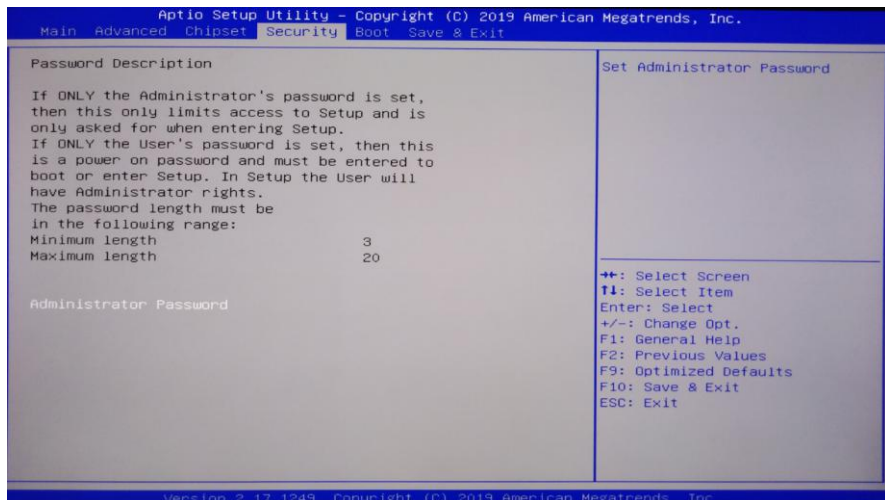 Aptio Setup Utility – Copyright (C) 2019 American Megatrends, Inc.
Main Advanced Chipset Security Boot Save & Exit
Password Description
If ONLY the Administrator's password is set,
then this only limits access to Setup and is
only asked for when entering Setup.
If ONLY the User's password is set, then this
is a power on password and must be entered to
boot or enter Setup. In Setup the User will
have Administrator rights.
The password length must be
in the following range:
Minimum length 3
Maximum length 20
Administrator Password
Set Administrator Password
→←: Select Screen
↑↓: Select Item
Enter: Select
+/-: Change Opt.
F1: General Help
F2: Previous Values
F9: Optimized Defaults
F10: Save & Exit
ESC: Exit
Version 2.17.1249. Copyright (C) 2019 American Megatrends, Inc.